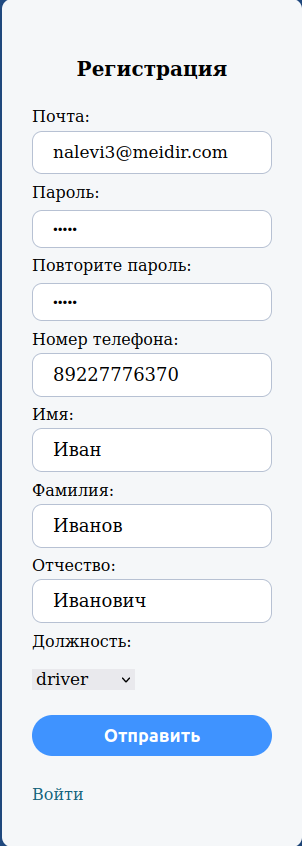 Регистрация
Почта:
nalevi3@meidir.com
Пароль:
•••••
Повторите пароль:
•••••
Номер телефона:
89227776370
Имя:
Иван
Фамилия:
Иванов
Отчество:
Иванович
Должность:
driver
Отправить
Войти